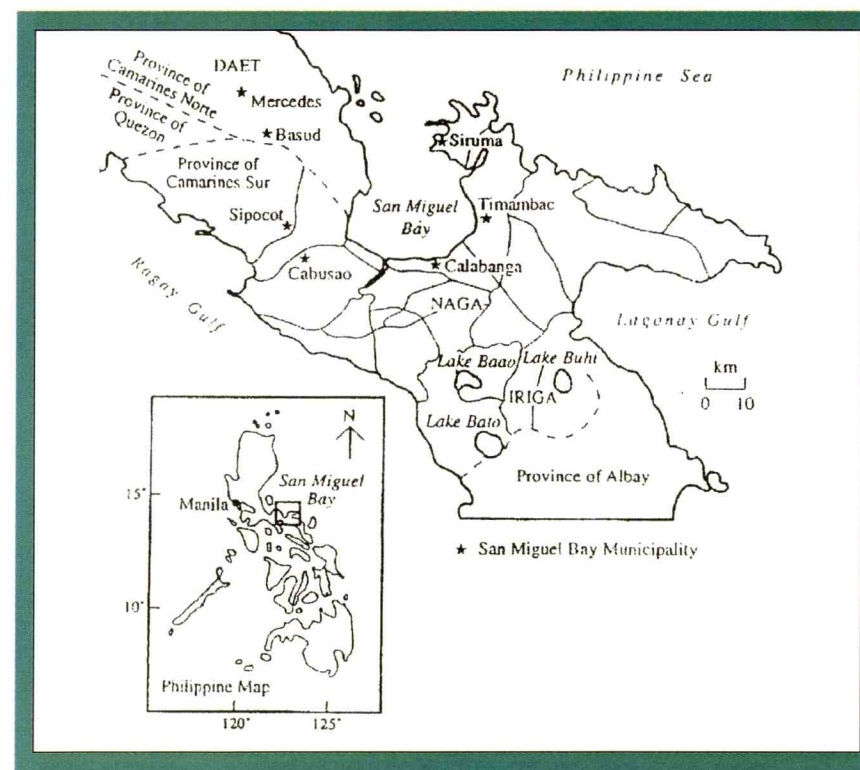 Province of
Camarines Norte
Province of
Quezon
DAET
Mercedes
Basud
Province of
Camarines Sur
Sipocot
Cabusao
Ragay Gulf
San Miguel
Bay
Siruma
Timambac
Calabanga
NAGA
Philippine Sea
Lagonay Gulf
km
0 10
Lake Baao
Lake Buhi
IRIGA
Lake Bato
Province of Albay
★ San Miguel Bay Municipality
N
San Miguel
Bay
Manila
15°
10°
Philippine Map
120° 125°